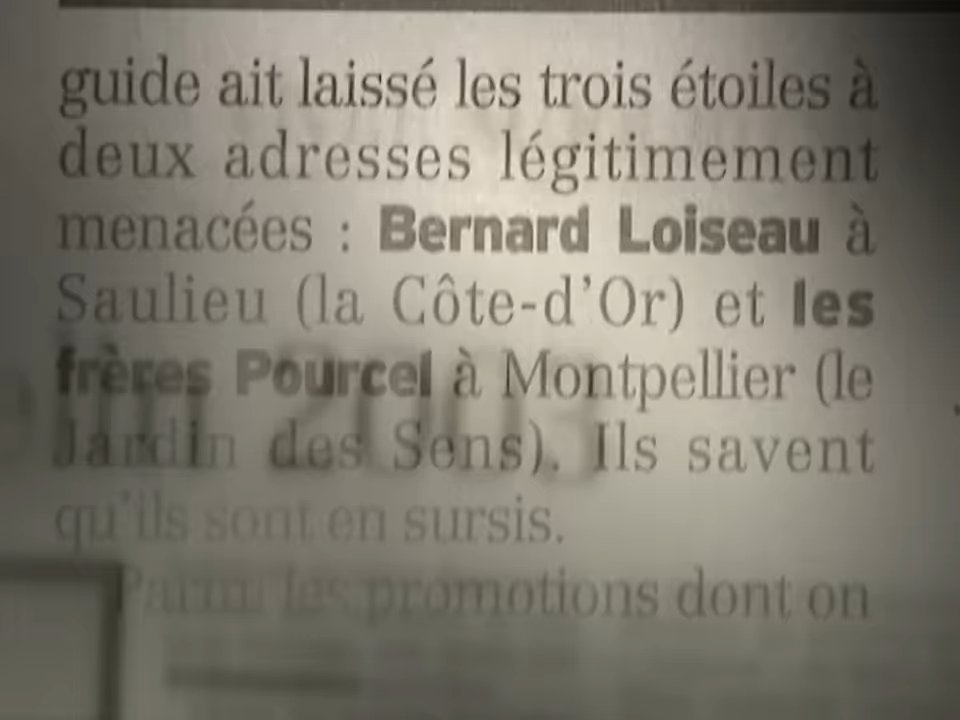 guide ait laissé les trois étoiles à
deux adresses légitimement
menacées : Bernard Loiseau à
Saulieu (la Côte-d'Or) et les
frères Pourcel à Montpellier (le
Jardin des Sens). Ils savent
qu'ils sont en sursis.
Parmi les promotions dont on
2003